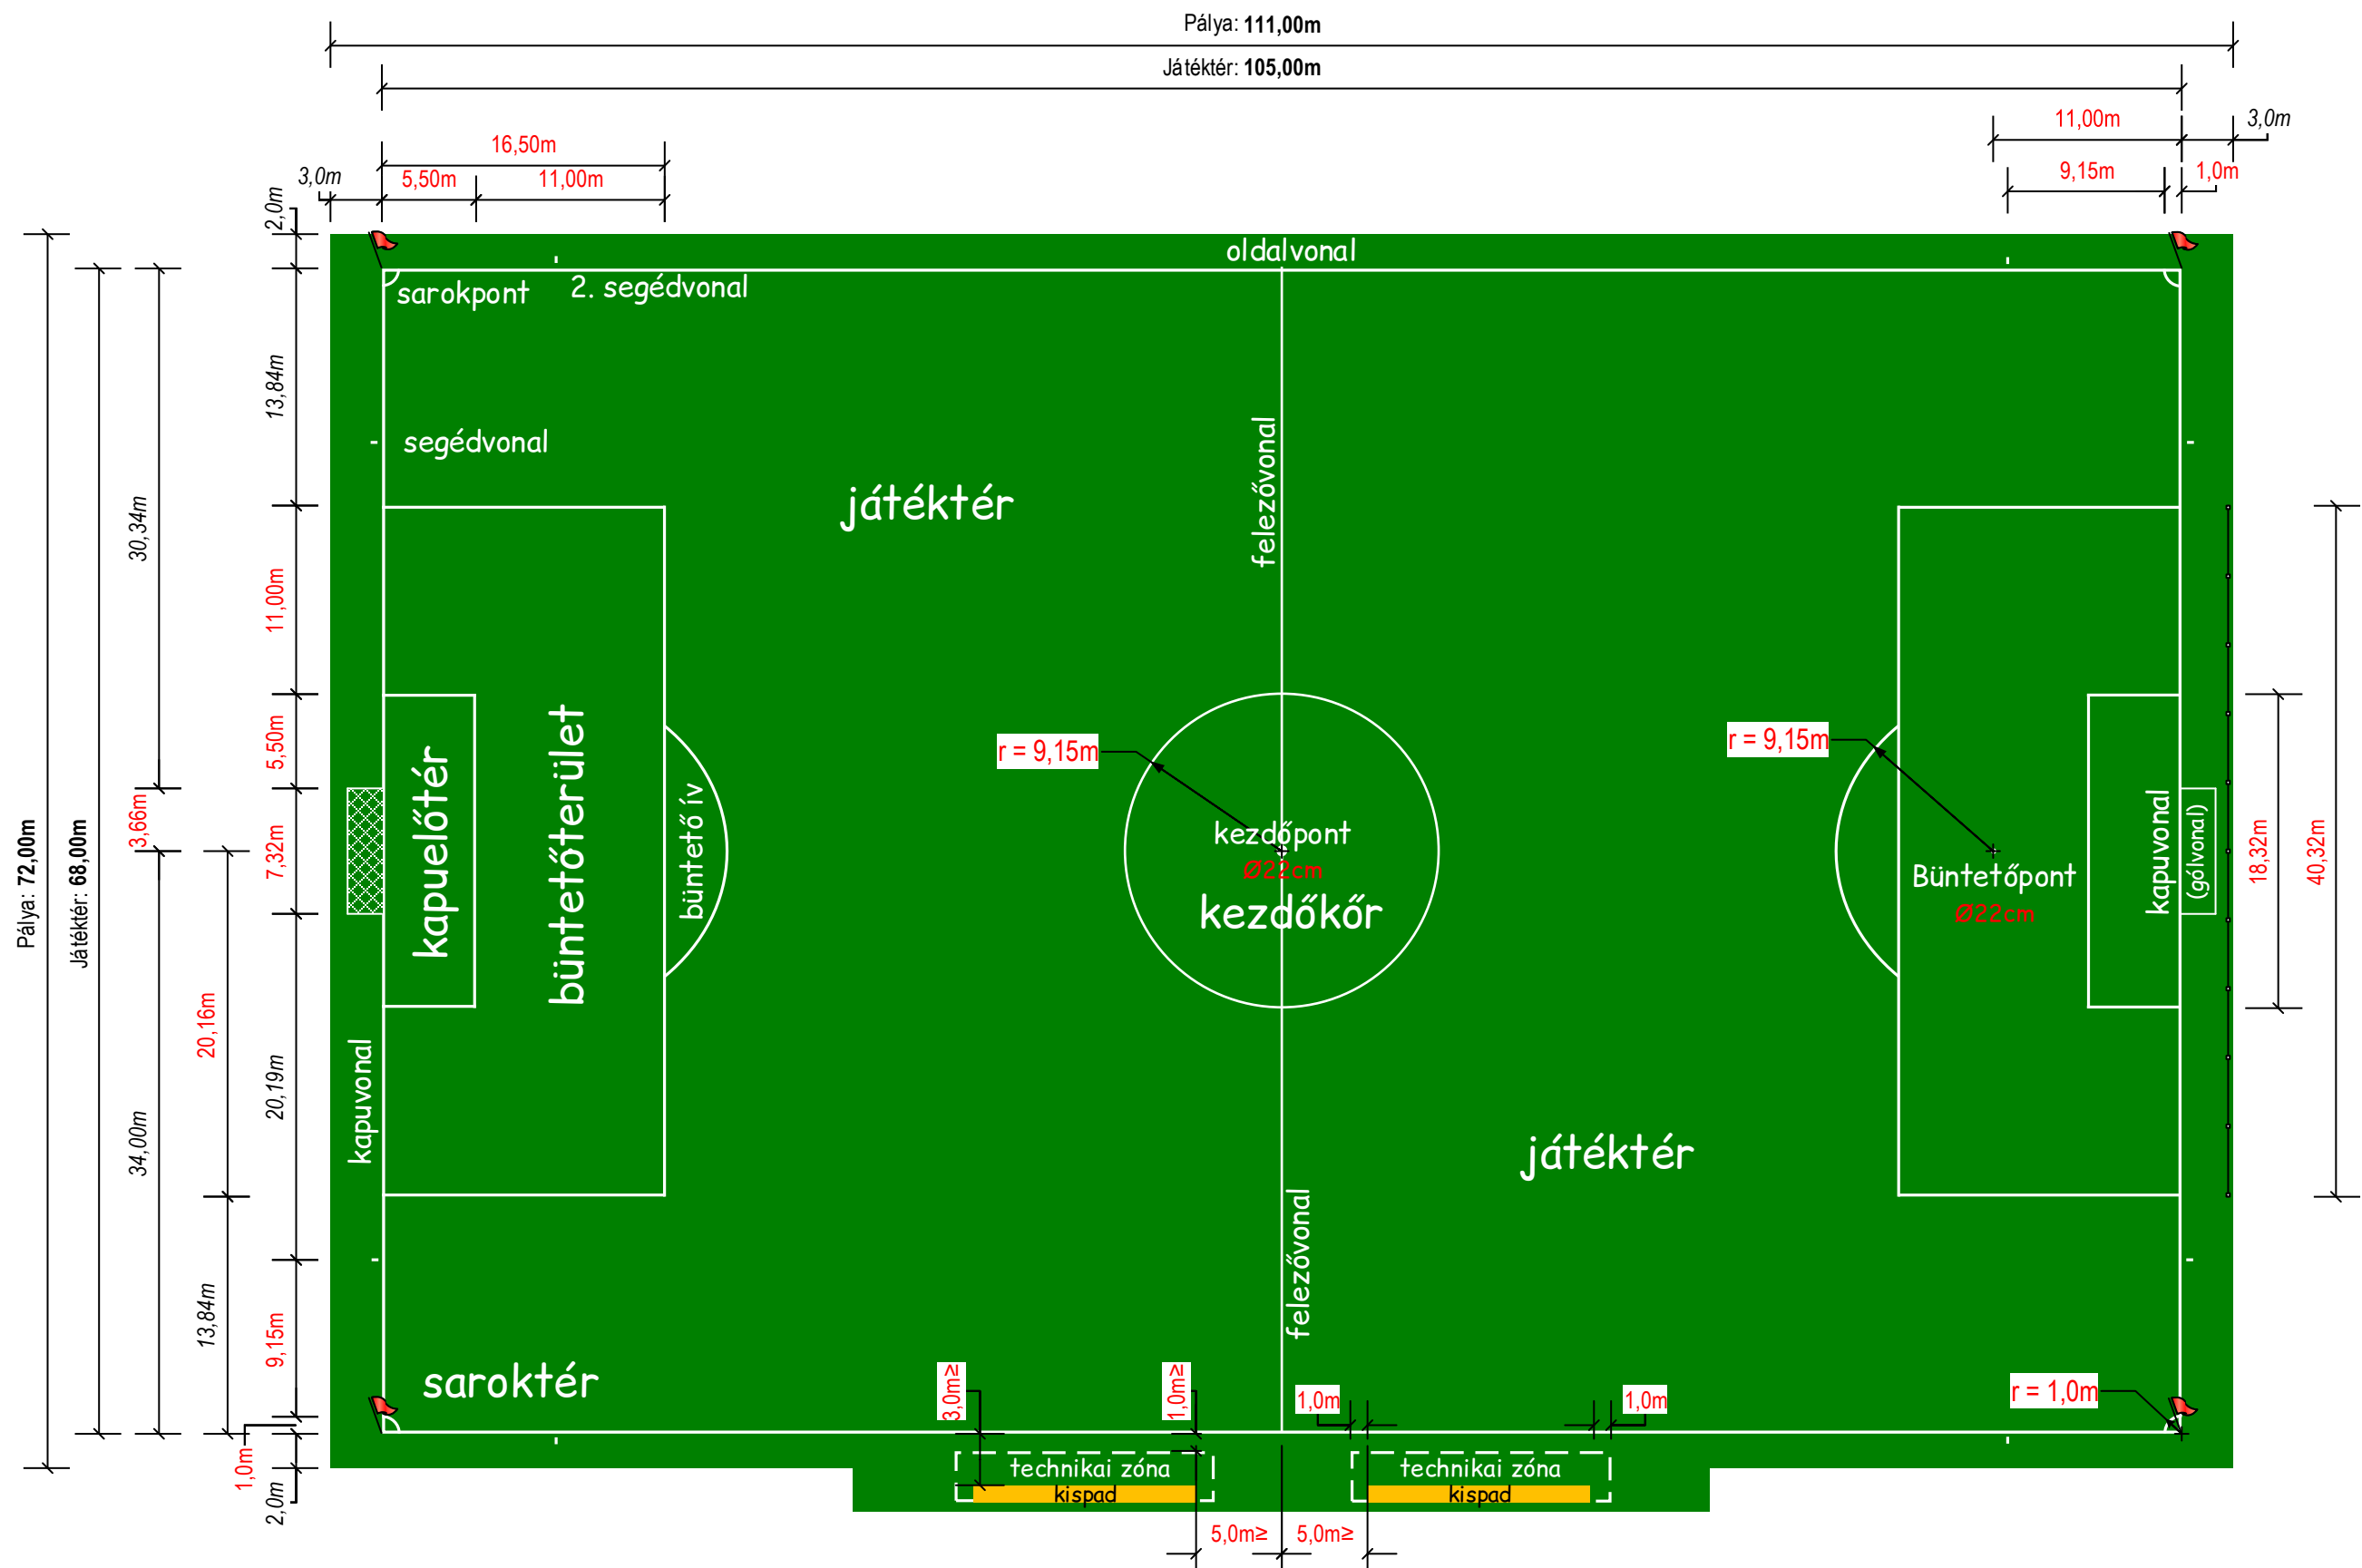 Pálya: 111,00m
Játéktér: 105,00m
16,50m
11,00m
3,0m
3,0m
5,50m
11,00m
9,15m
1,0m
2,0m
oldalvonal
sarokpont
2. segédvonal
13,84m
segédvonal
játéktér
felezővonal
30,34m
11,00m
5,50m
3,66m
7,32m
Pálya: 72,00m
Játéktér: 68,00m
kapuelőtér
büntetőterület
büntető ív
r = 9,15m
r = 9,15m
kezdőpont
Ø22cm
kezdőkőr
Büntetőpont
Ø22cm
kapuvonal
(gólvonal)
18,32m
40,32m
20,16m
20,19m
34,00m
kapuvonal
játéktér
felezővonal
13,84m
9,15m
saroktér
3,0m≥
1,0m≥
1,0m
1,0m
r = 1,0m
1,0m
2,0m
technikai zóna
technikai zóna
kispad
kispad
5,0m≥
5,0m≥